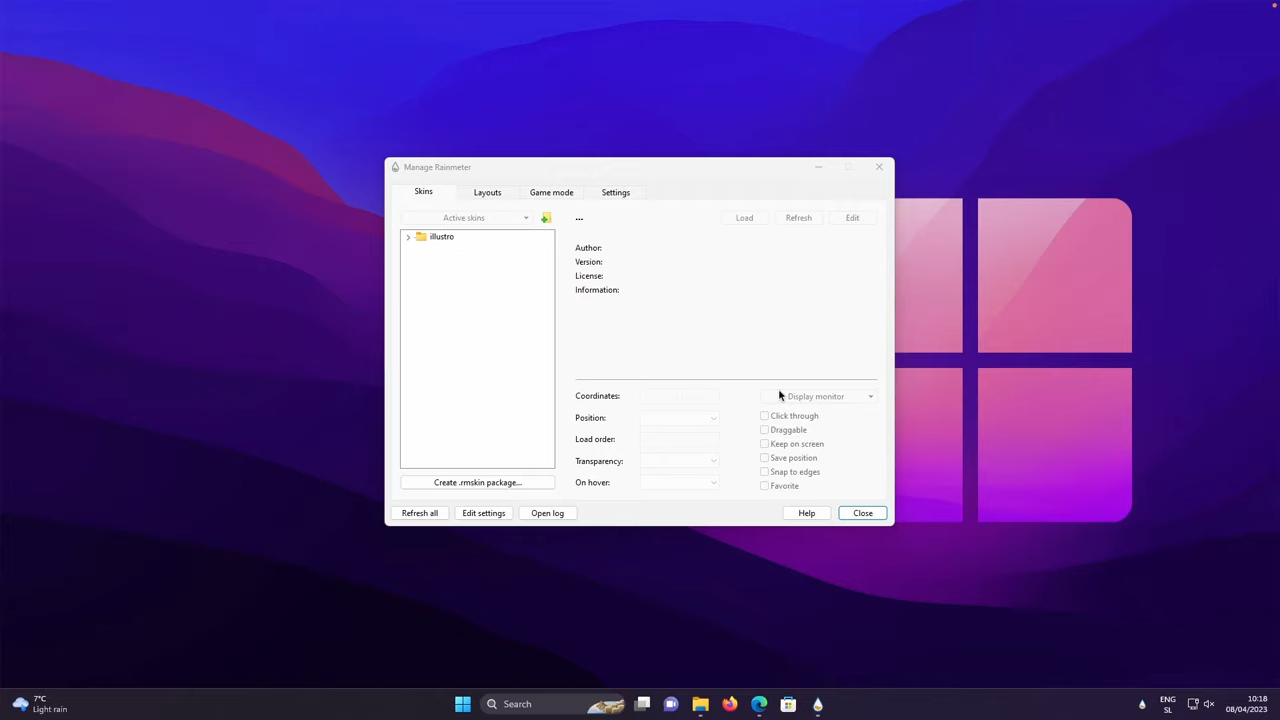 Manage Rainmeter
Skins
Layouts
Game mode
Settings
Active skins
...
Load
Refresh
Edit
illustro
Author:
Version:
License:
Information:
Coordinates:
Display monitor
Position:
Click through
Draggable
Load order:
Keep on screen
Transparency:
Save position
Snap to edges
On hover:
Favorite
Create .rmskin package...
Refresh all
Edit settings
Open log
Help
Close
7°C
Light rain
Search
ENG
SL
10:18
08/04/2023